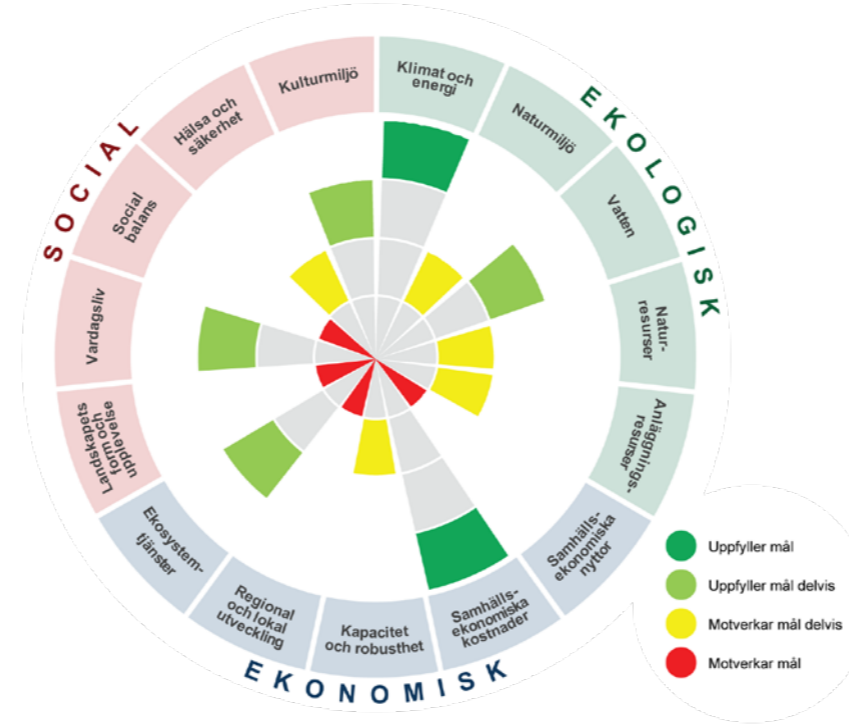 SOCIAL
EKOLOGISK
EKONOMISK
Klimat och
energi
Naturmiljö
Vatten
Natur-
resurser
Anläggnings-
resurser
Samhälls-
ekonomiska
nyttor
Samhälls-
ekonomiska
kostnader
Kapacitet
och robusthet
Regional
och lokal
utveckling
Ekosystem-
tjänster
Landskapets
form och
upplevelse
Vardagsliv
Social
balans
Hälsa och
säkerhet
Kulturmiljö
Uppfyller mål
Uppfyller mål delvis
Motverkar mål delvis
Motverkar mål